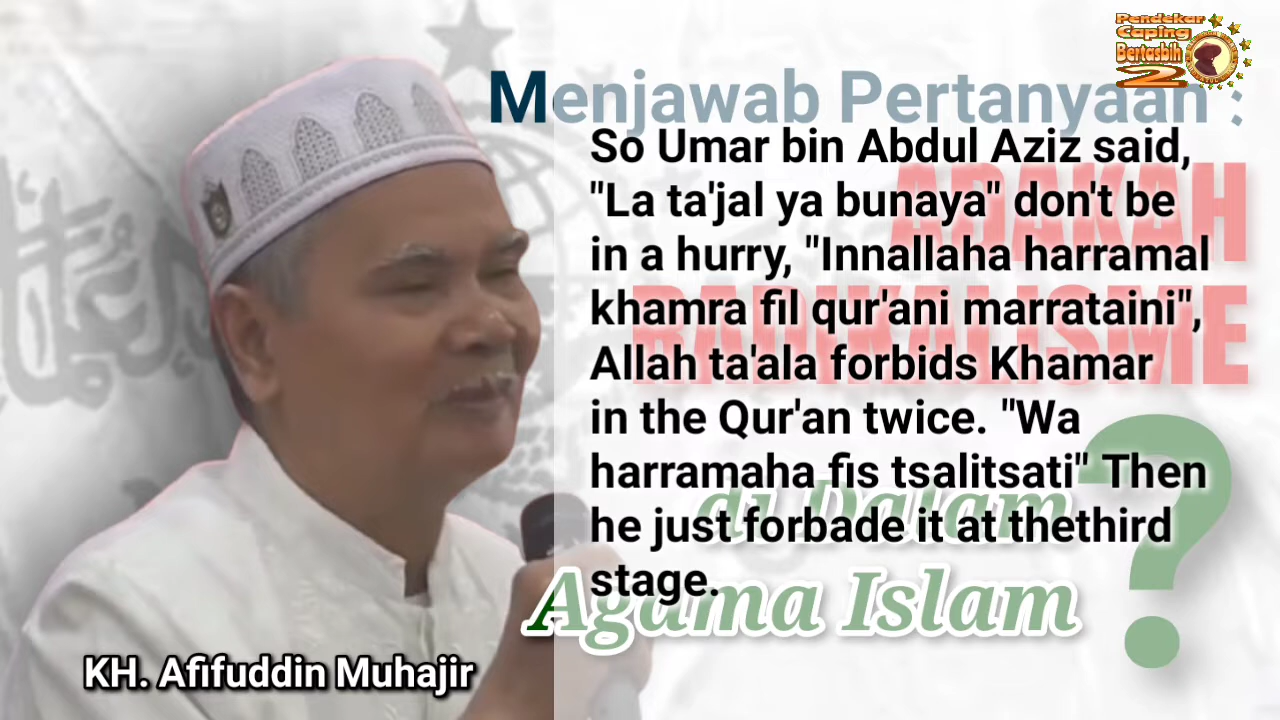 Pendekar
Caping
Bertasbih
2
Menjawab Pertanyaan :
So Umar bin Abdul Aziz said,
"La ta'jal ya bunaya" don't be
in a hurry, "Innallaha harramal
khamra fil qur'ani marrataini",
Allah ta'ala forbids Khamar
in the Qur'an twice. "Wa
harramaha fis tsalitsati" Then
he just forbade it at thethird
stage.
ADAKAH
RADIKALISME
di Dalam
Agama Islam
?
KH. Afifuddin Muhajir